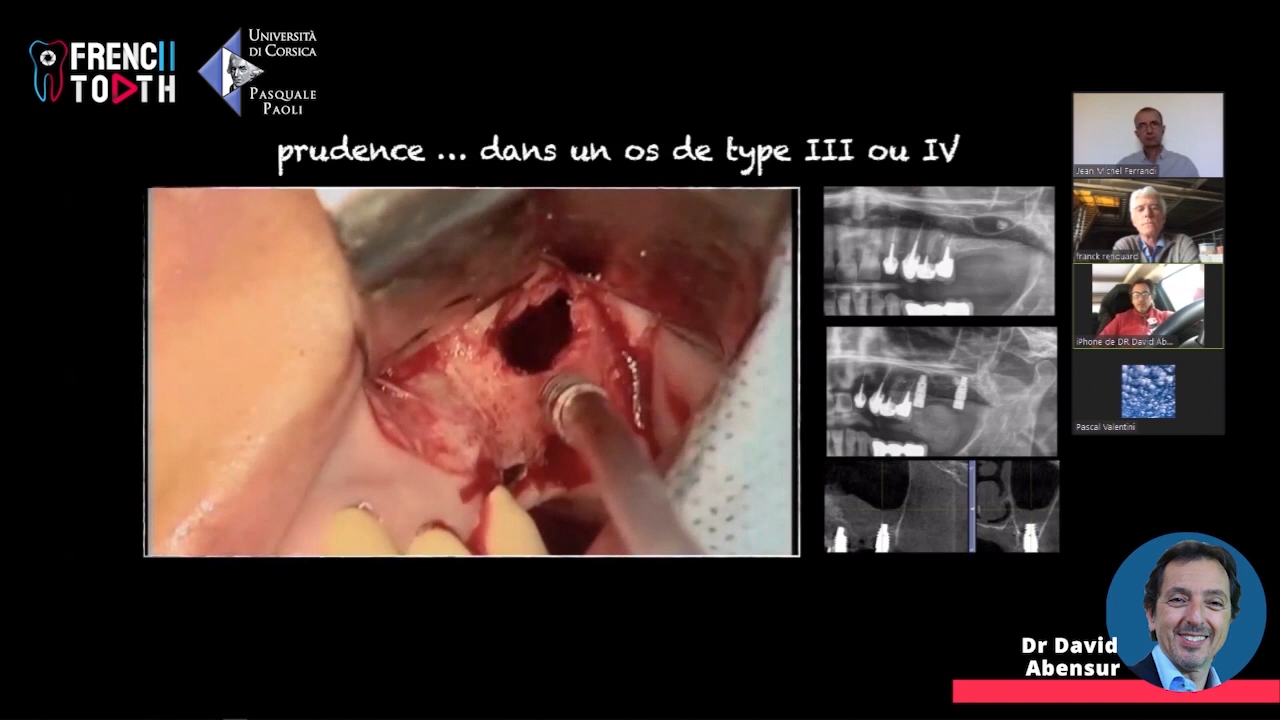 FRENCH
TOOTH
UNIVERSITÀ
DI CORSICA
PASQUALE
PAOLI
prudence ... dans un os de type III ou IV
Jean Michel Ferrandi
franck renouard
iPhone de DR David Ab...
Pascal Valentini
Dr David
Abensur